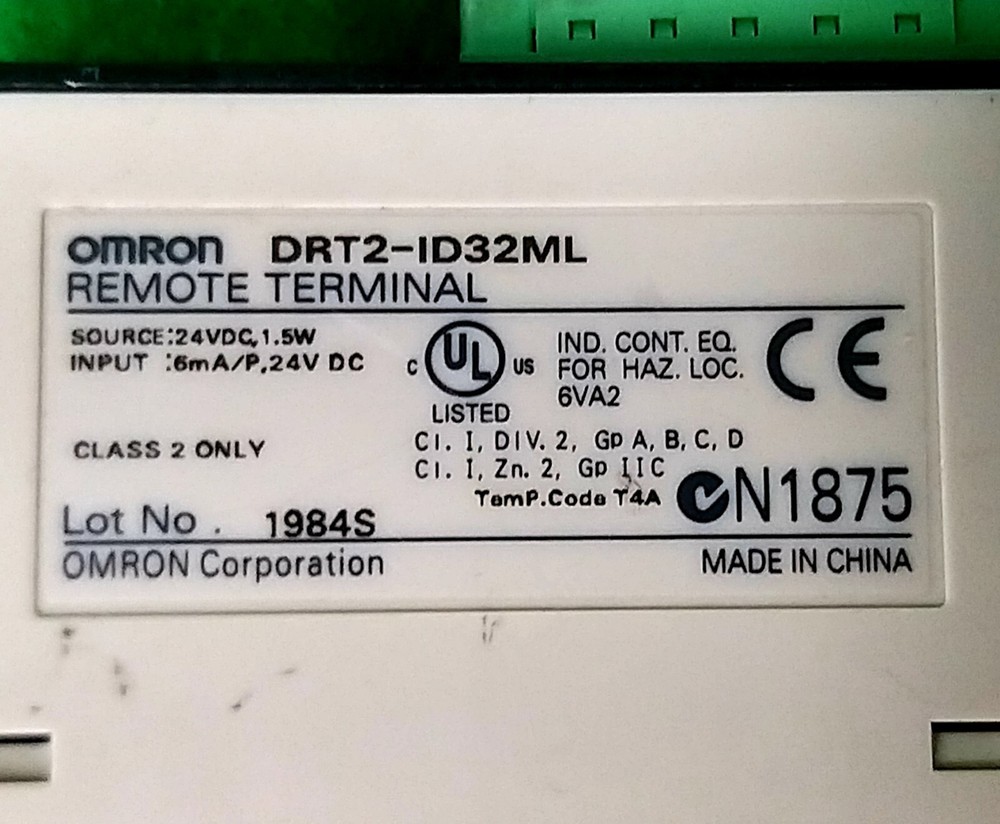 OMRON DRT2-ID32ML
REMOTE TERMINAL
SOURCE:24VDC,1.5W
INPUT :6mA/P,24V DC
CLASS 2 ONLY
C UL US
LISTED
IND. CONT. EQ.
FOR HAZ. LOC.
6VA2
CE
Cl. I, DIV. 2, Gp A, B, C, D
Cl. I, Zn. 2, Gp IIC
TemP.Code T4A
N1875
Lot No. 1984S
OMRON Corporation
MADE IN CHINA